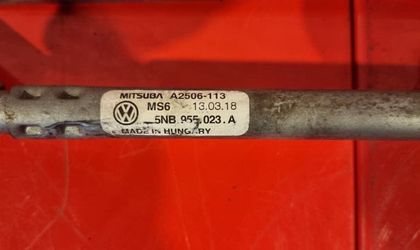 MITSUBA A2506-113
MS6 13.03.18
5NB 955.023.A
MADE IN HUNGARY